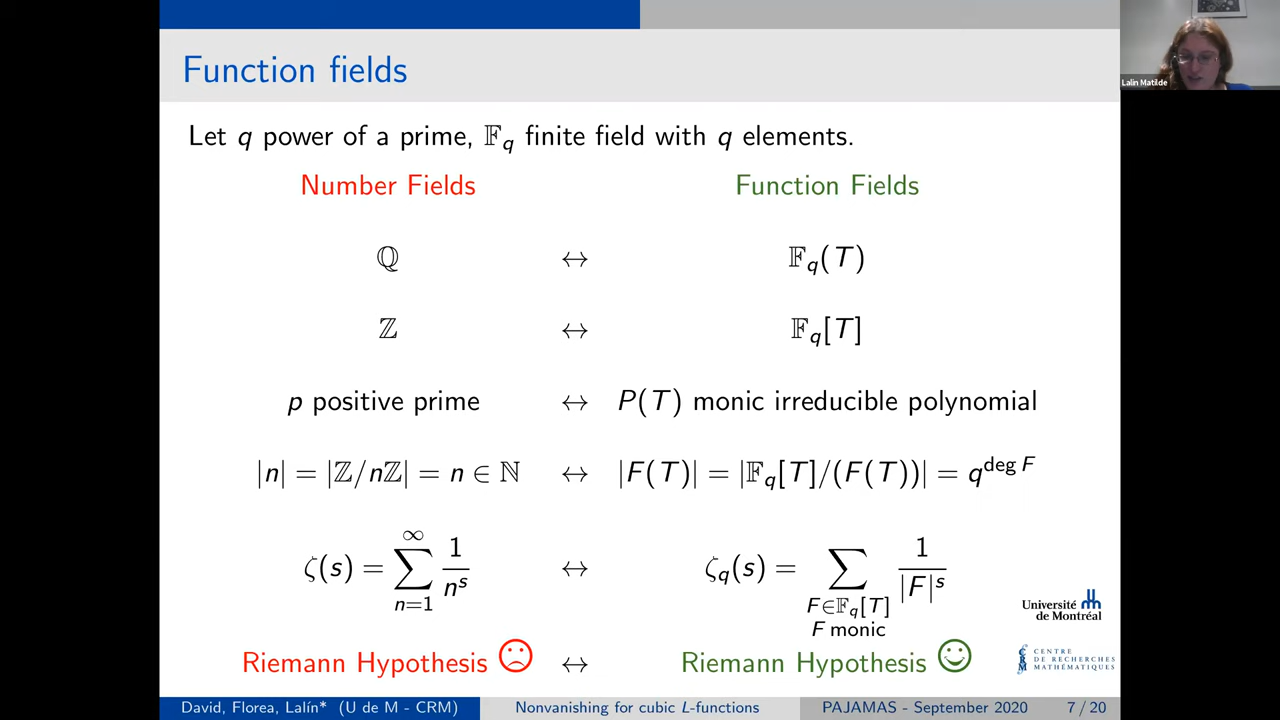 Function fields
Lalín Matilde
Let q power of a prime, 𝔽_q finite field with q elements.
Number Fields Function Fields
ℚ ↔ 𝔽_q(T)
ℤ ↔ 𝔽_q[T]
p positive prime ↔ P(T) monic irreducible polynomial
|n| = |ℤ/nℤ| = n ∈ ℕ ↔ |F(T)| = |𝔽_q[T]/(F(T))| = q^{deg F}
ζ(s) = ∑_{n=1}^{∞} 1/n^s ↔ ζ_q(s) = ∑_{F∈𝔽_q[T] F monic} 1/|F|^s
Université
de Montréal
Riemann Hypothesis ☹ ↔ Riemann Hypothesis ☺
CRM
CENTRE
DE RECHERCHES
MATHÉMATIQUES
David, Florea, Lalín* (U de M - CRM) Nonvanishing for cubic L-functions PAJAMAS - September 2020 7 / 20